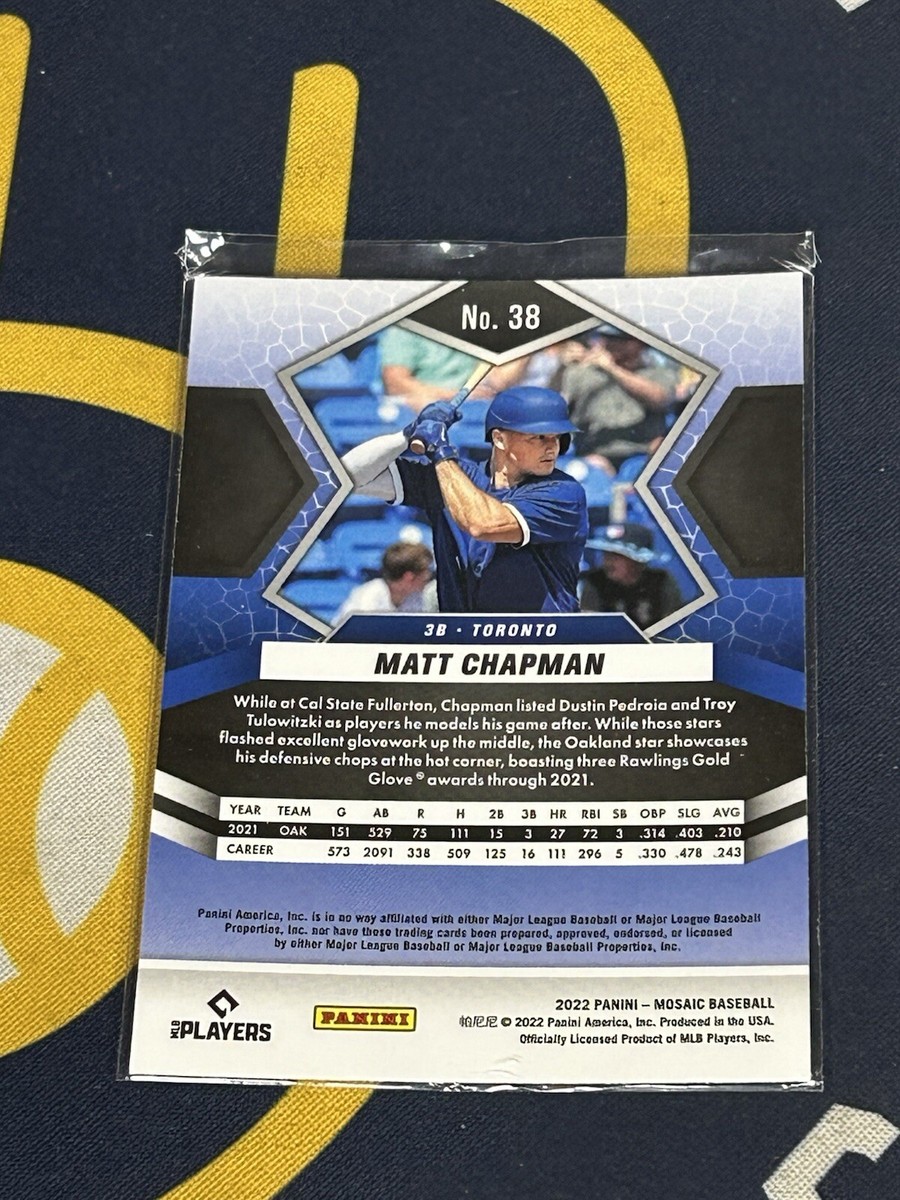 No. 38
3B · TORONTO
MATT CHAPMAN
While at Cal State Fullerton, Chapman listed Dustin Pedroia and Troy
Tulowitzki as players he models his game after. While those stars
flashed excellent glovework up the middle, the Oakland star showcases
his defensive chops at the hot corner, boasting three Rawlings Gold
Glove® awards through 2021.
YEAR TEAM G AB R H 2B 3B HR RBI SB OBP SLG AVG
2021 OAK 151 529 75 111 15 3 27 72 3 .314 .403 .210
CAREER 573 2091 338 509 125 16 111 296 5 .330 .478 .243
Panini America, Inc. is in no way affiliated with either Major League Baseball or Major League Baseball
Properties, Inc. nor have these trading cards been prepared, approved, endorsed, or licensed
by either Major League Baseball or Major League Baseball Properties, Inc.
MLB PLAYERS
PANINI
2022 PANINI – MOSAIC BASEBALL
帕尼尼 © 2022 Panini America, Inc. Produced in the USA.
Officially Licensed Product of MLB Players, Inc.